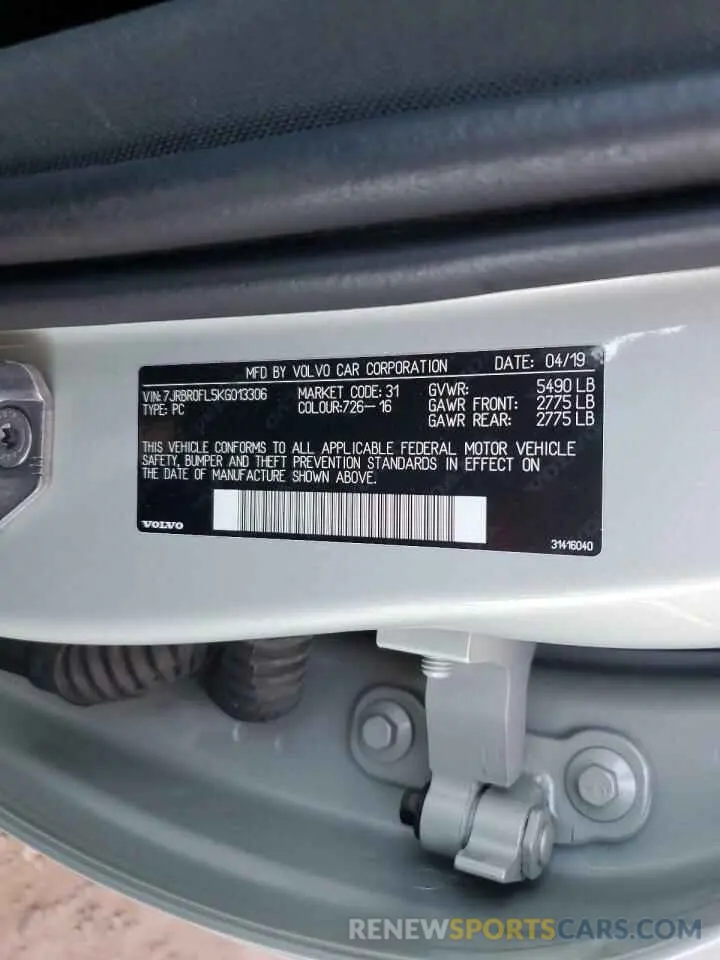 MFD BY VOLVO CAR CORPORATION DATE: 04/19
VIN: 7JRBR0FL5KG013306 MARKET CODE: 31 GVWR: 5490 LB
TYPE: PC COLOUR:726-16 GAWR FRONT: 2775 LB
GAWR REAR: 2775 LB
THIS VEHICLE CONFORMS TO ALL APPLICABLE FEDERAL MOTOR VEHICLE
SAFETY, BUMPER AND THEFT PREVENTION STANDARDS IN EFFECT ON
THE DATE OF MANUFACTURE SHOWN ABOVE.
VOLVO
31416040
RENEWSPORTSCARS.COM